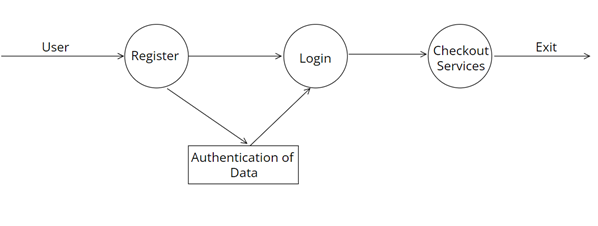 User
Register
Login
Checkout
Services
Exit
Authentication of
Data